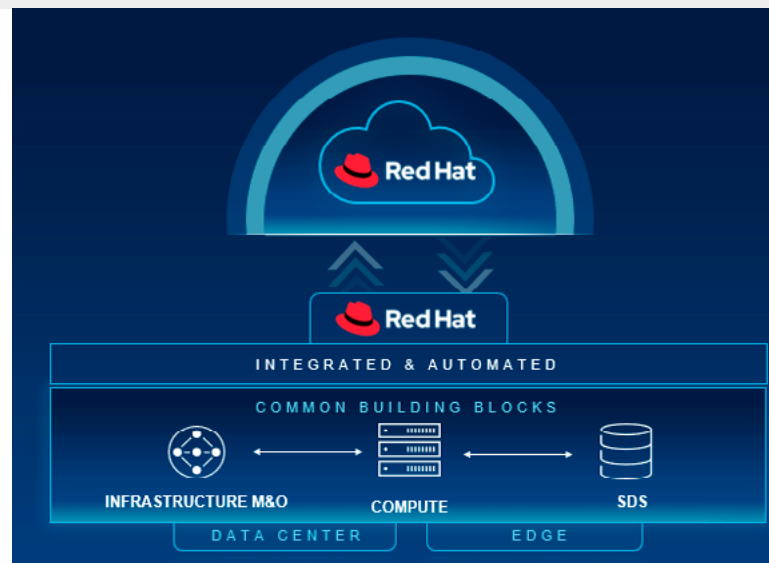 Red Hat
Red Hat
INTEGRATED & AUTOMATED
COMMON BUILDING BLOCKS
INFRASTRUCTURE M&O
COMPUTE
SDS
DATA CENTER
EDGE